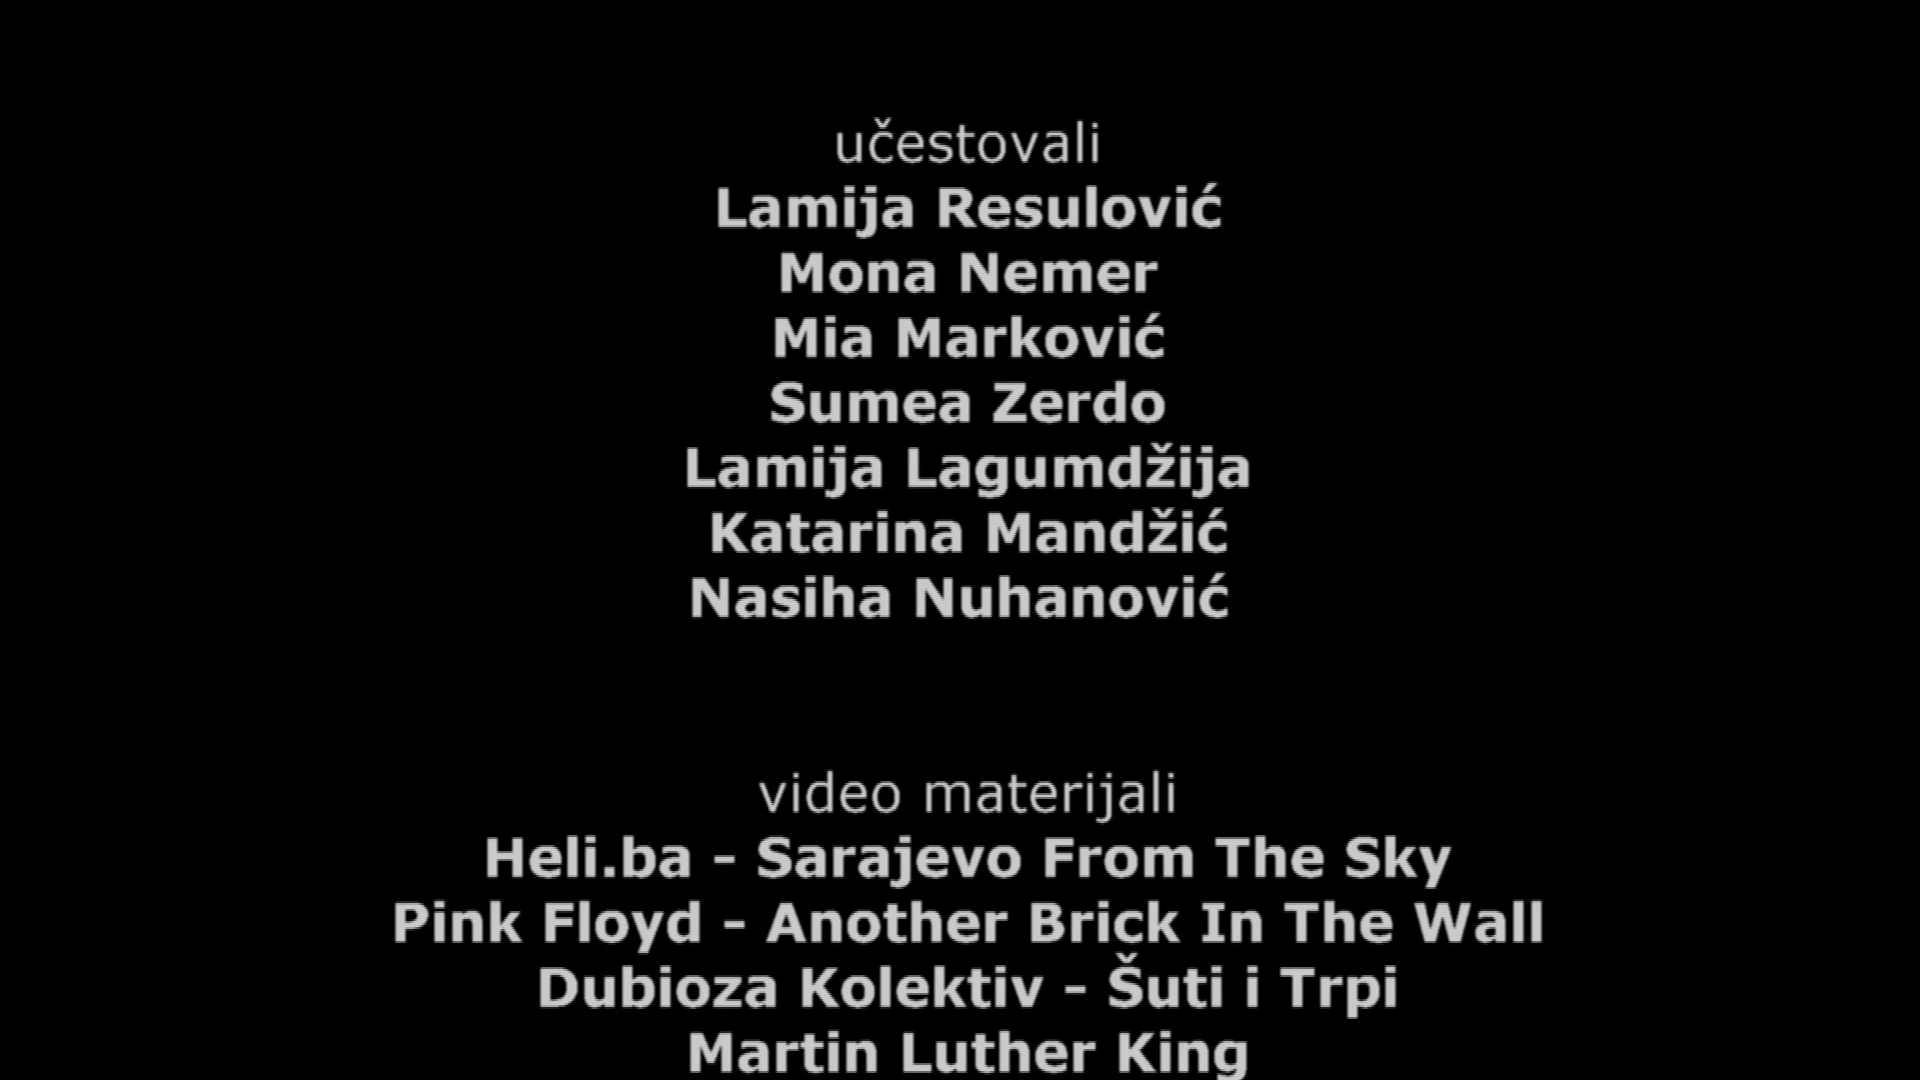 učestovali
Lamija Resulović
Mona Nemer
Mia Marković
Sumea Zerdo
Lamija Lagumdžija
Katarina Mandžić
Nasiha Nuhanović
video materijali
Heli.ba – Sarajevo From The Sky
Pink Floyd – Another Brick In The Wall
Dubioza Kolektiv – Šuti i Trpi
Martin Luther King